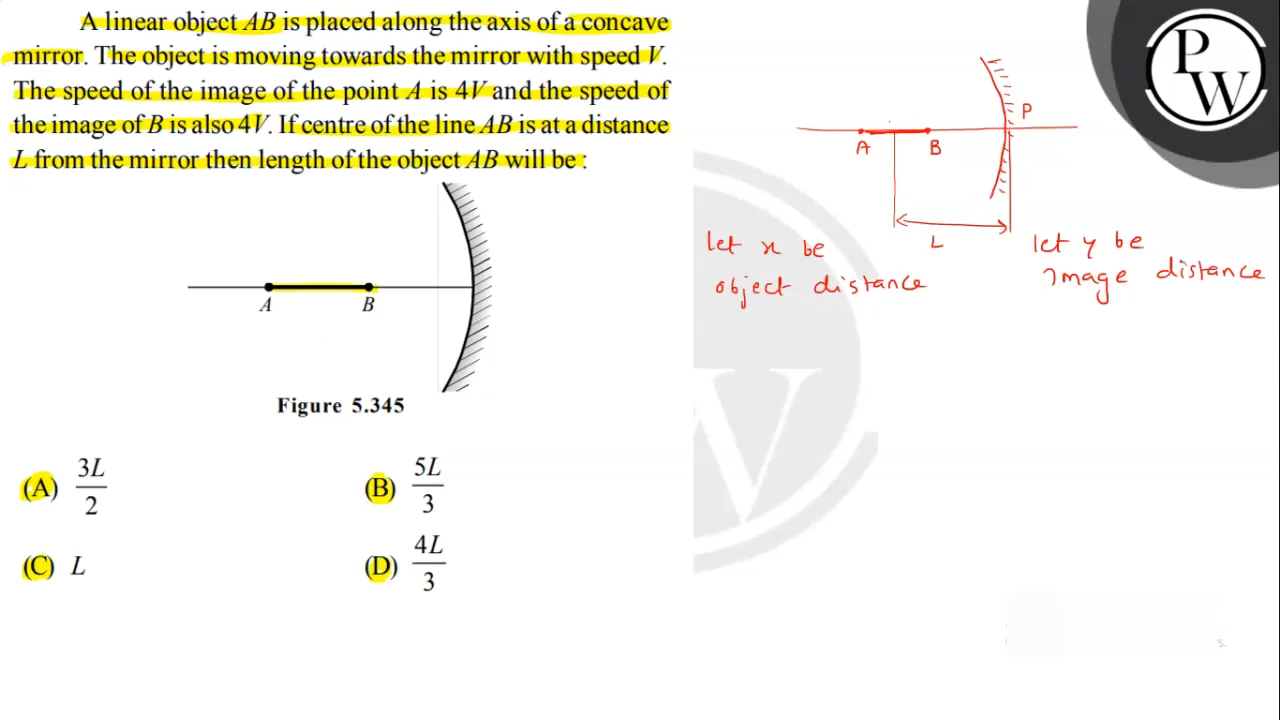 A linear object AB is placed along the axis of a concave
mirror. The object is moving towards the mirror with speed V.
The speed of the image of the point A is 4V and the speed of
the image of B is also 4V. If centre of the line AB is at a distance
L from the mirror then length of the object AB will be :
A B
Figure 5.345
(A) 3L/2 (B) 5L/3
(C) L (D) 4L/3
PW
P
A B
L
let x be
object distance
let y be
image distance
W
s.